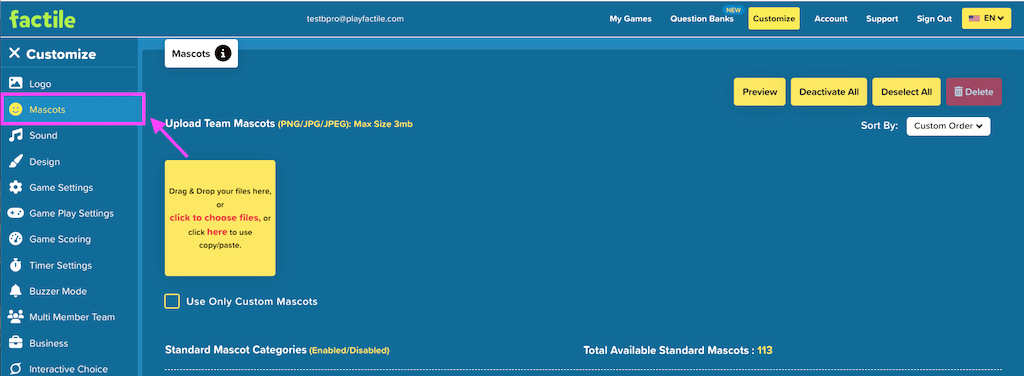 factile
testbpro@playfactile.com
My Games
Question Banks
NEW
Customize
Account
Support
Sign Out
EN
Customize
Logo
Mascots
Sound
Design
Game Settings
Game Play Settings
Game Scoring
Timer Settings
Buzzer Mode
Multi Member Team
Business
Interactive Choice
Mascots
Preview
Deactivate All
Deselect All
Delete
Upload Team Mascots (PNG/JPG/JPEG): Max Size 3mb
Sort By:
Custom Order
Drag & Drop your files here,
or
click to choose files, or
click here to use
copy/paste.
Use Only Custom Mascots
Standard Mascot Categories (Enabled/Disabled)
Total Available Standard Mascots : 113